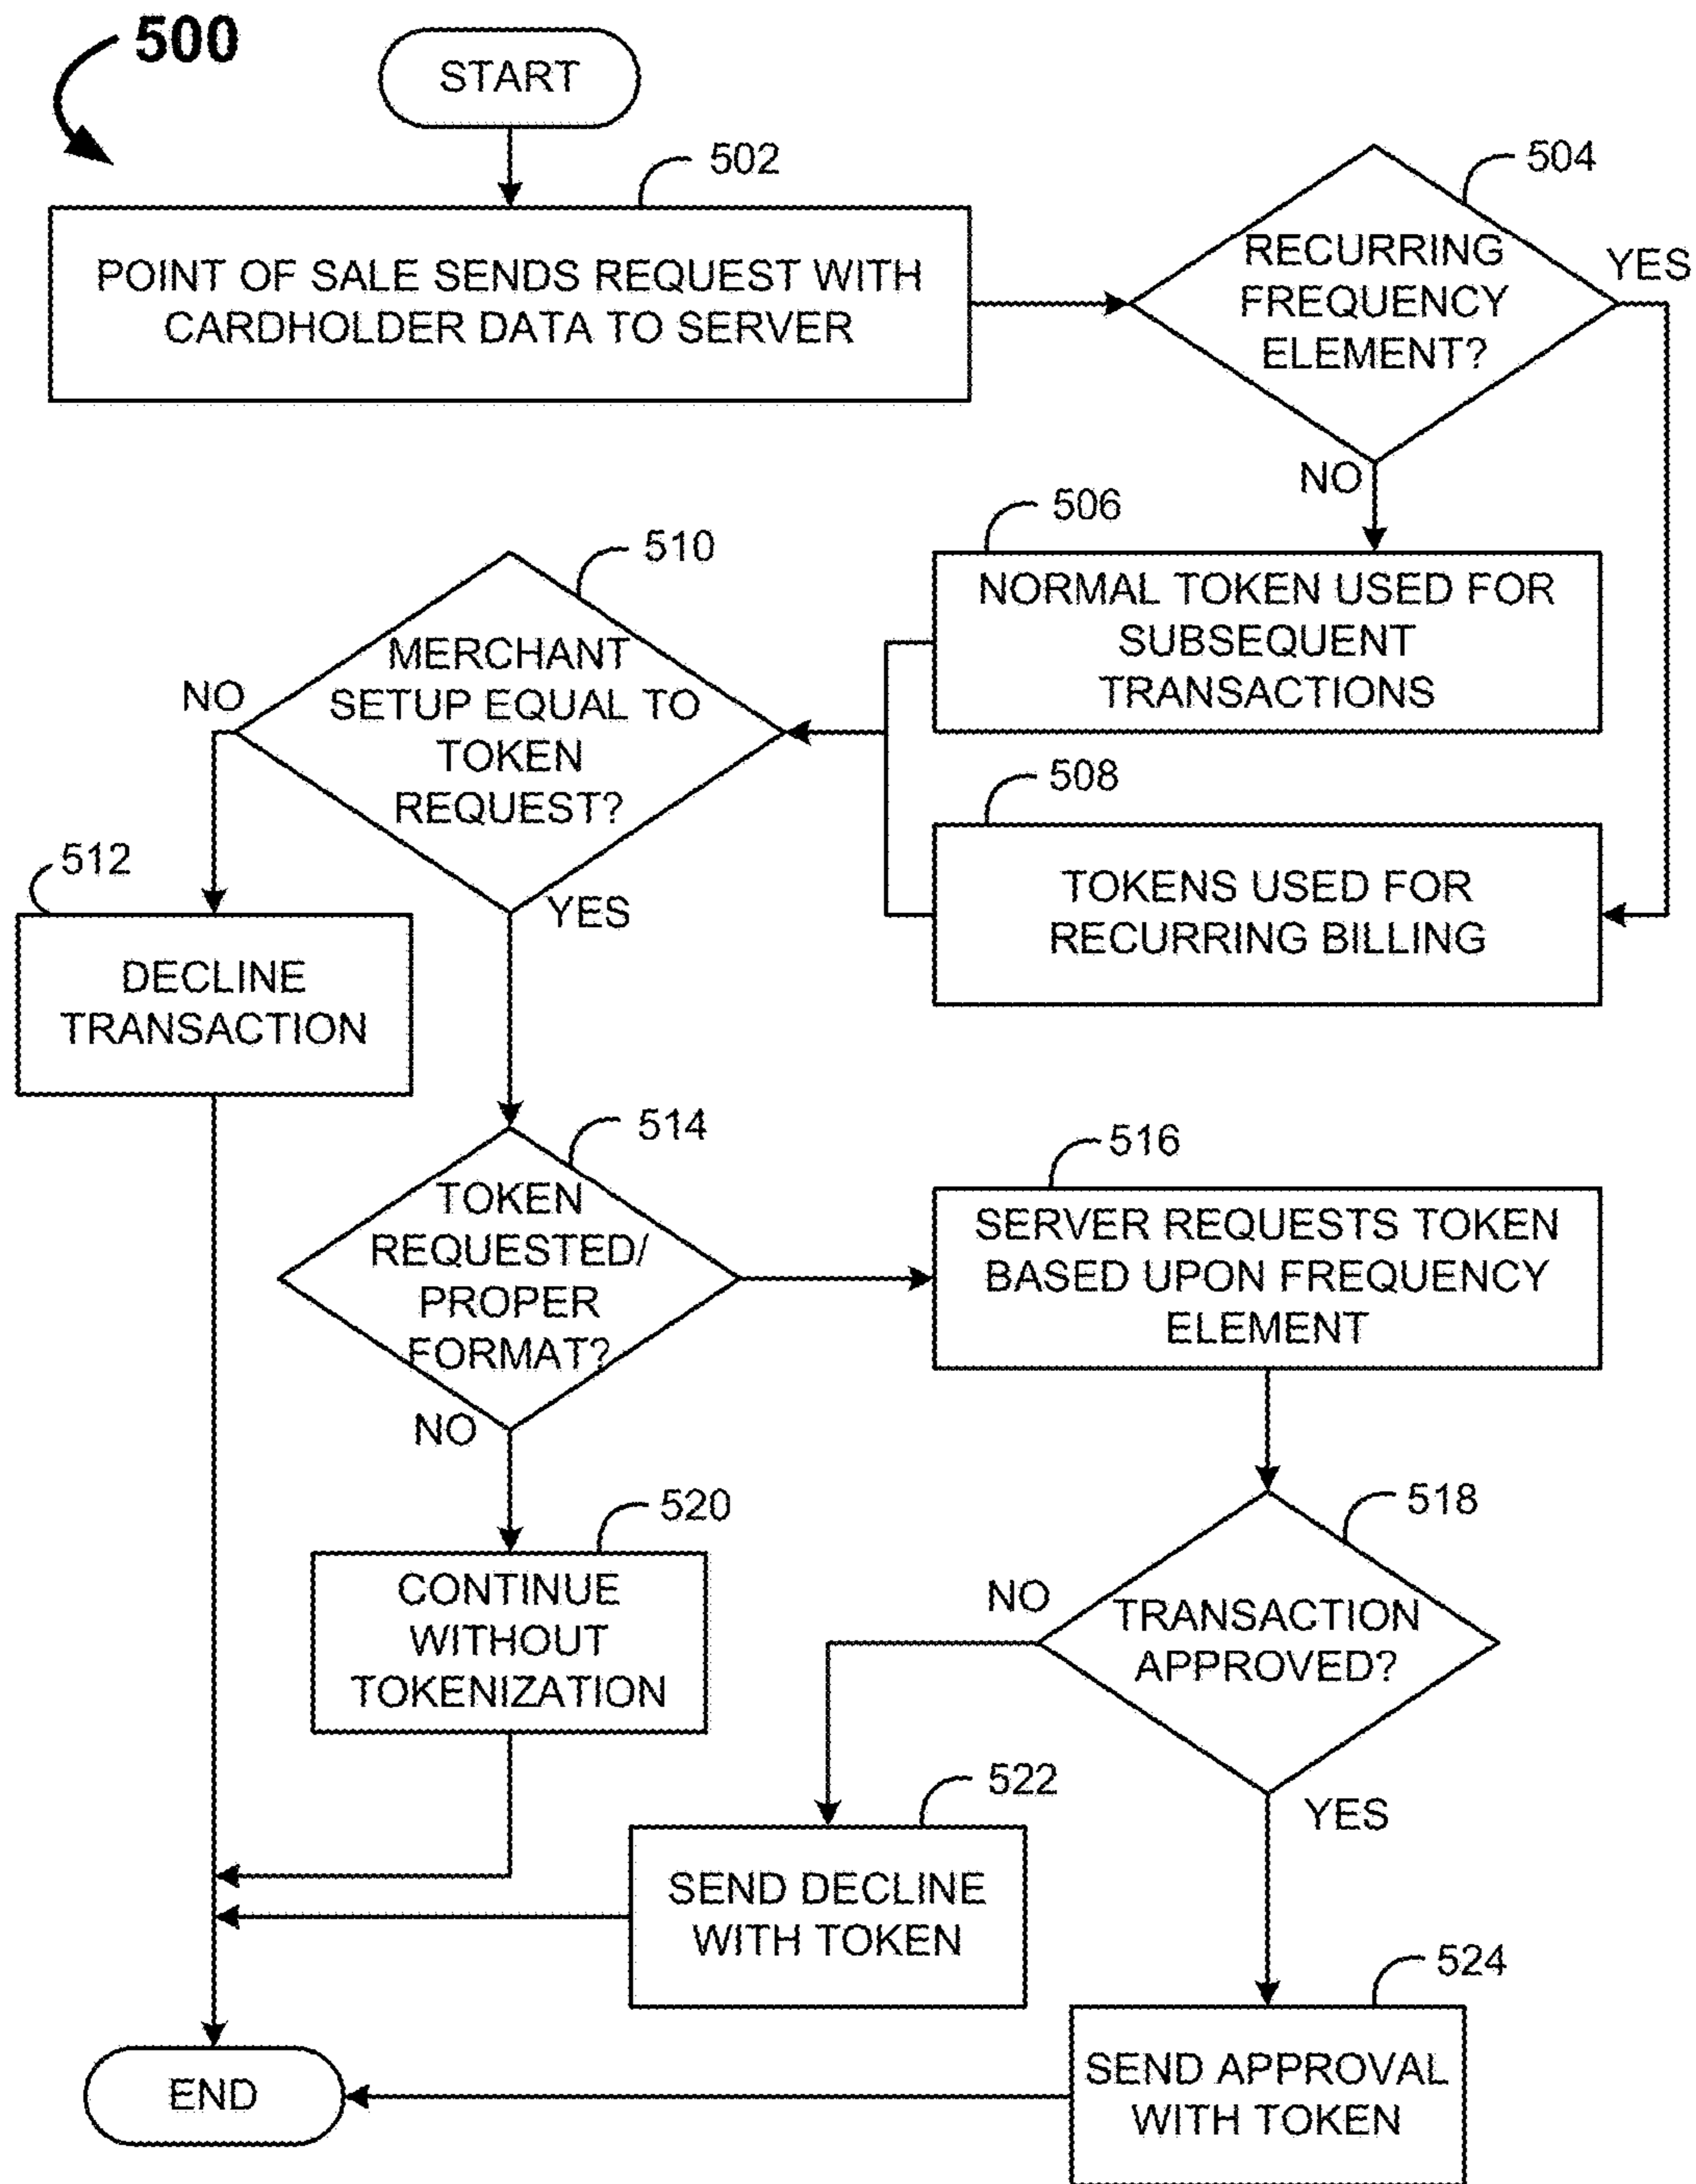 500
START
502
POINT OF SALE SENDS REQUEST WITH
CARDHOLDER DATA TO SERVER
504
RECURRING
FREQUENCY
ELEMENT?
YES
NO
506
NORMAL TOKEN USED FOR
SUBSEQUENT
TRANSACTIONS
508
TOKENS USED FOR
RECURRING BILLING
510
MERCHANT
SETUP EQUAL TO
TOKEN
REQUEST?
NO
YES
512
DECLINE
TRANSACTION
514
TOKEN
REQUESTED/
PROPER
FORMAT?
NO
516
SERVER REQUESTS TOKEN
BASED UPON FREQUENCY
ELEMENT
518
TRANSACTION
APPROVED?
NO
YES
520
CONTINUE
WITHOUT
TOKENIZATION
522
SEND DECLINE
WITH TOKEN
524
SEND APPROVAL
WITH TOKEN
END